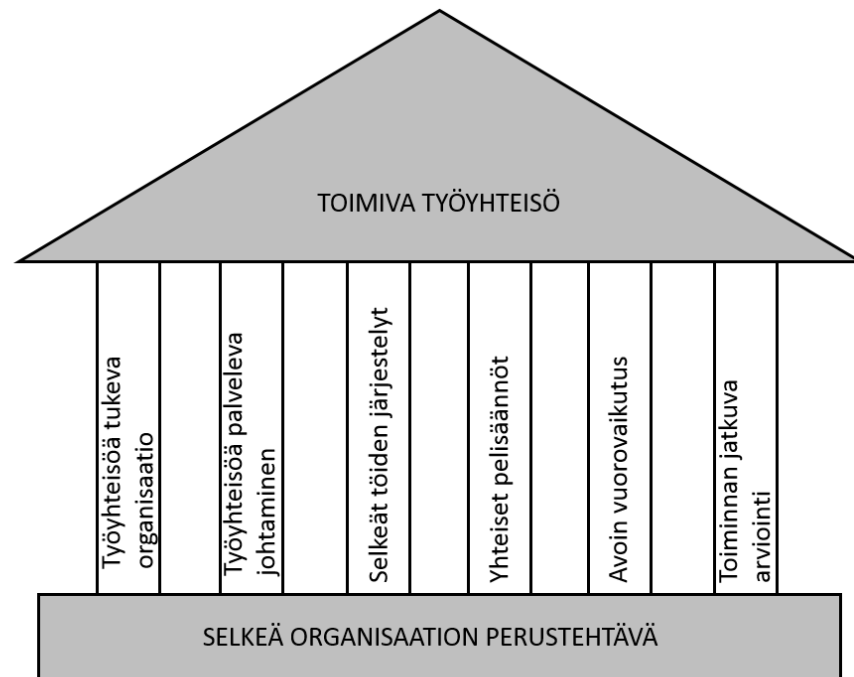 TOIMIVA TYÖYHTEISÖ
Työyhteisöä tukeva
organisaatio
Työyhteisöä palveleva
johtaminen
Selkeät töiden järjestelyt
Yhteiset pelisäännöt
Avoin vuorovaikutus
Toiminnan jatkuva
arviointi
SELKEÄ ORGANISAATION PERUSTEHTÄVÄ